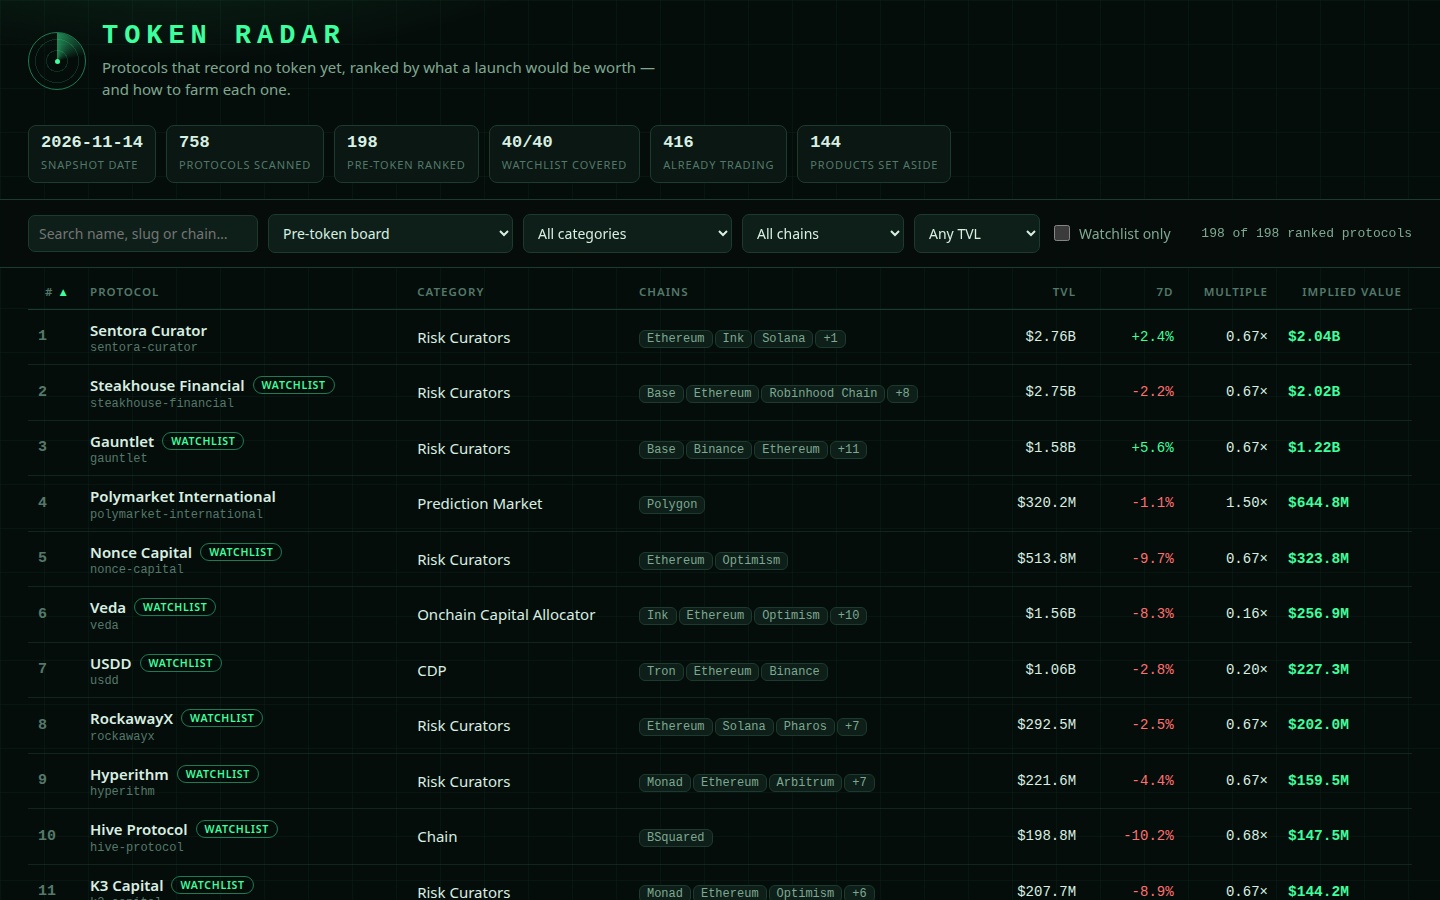 TOKEN RADAR
Protocols that record no token yet, ranked by what a launch would be worth —
and how to farm each one.
2026-11-14 758 198 40/40 416 144
SNAPSHOT DATE PROTOCOLS SCANNED PRE-TOKEN RANKED WATCHLIST COVERED ALREADY TRADING PRODUCTS SET ASIDE
Search name, slug or chain... Pre-token board All categories All chains Any TVL Watchlist only 198 of 198 ranked protocols
# ▲ PROTOCOL CATEGORY CHAINS TVL 7D MULTIPLE IMPLIED VALUE
1 Sentora Curator Risk Curators Ethereum Ink Solana +1 $2.76B +2.4% 0.67× $2.04B
sentora-curator
2 Steakhouse Financial WATCHLIST Risk Curators Base Ethereum Robinhood Chain +8 $2.75B -2.2% 0.67× $2.02B
steakhouse-financial
3 Gauntlet WATCHLIST Risk Curators Base Binance Ethereum +11 $1.58B +5.6% 0.67× $1.22B
gauntlet
4 Polymarket International Prediction Market Polygon $320.2M -1.1% 1.50× $644.8M
polymarket-international
5 Nonce Capital WATCHLIST Risk Curators Ethereum Optimism $513.8M -9.7% 0.67× $323.8M
nonce-capital
6 Veda WATCHLIST Onchain Capital Allocator Ink Ethereum Optimism +10 $1.56B -8.3% 0.16× $256.9M
veda
7 USDD WATCHLIST CDP Tron Ethereum Binance $1.06B -2.8% 0.20× $227.3M
usdd
8 RockawayX WATCHLIST Risk Curators Ethereum Solana Pharos +7 $292.5M -2.5% 0.67× $202.0M
rockawayx
9 Hyperithm WATCHLIST Risk Curators Monad Ethereum Arbitrum +7 $221.6M -4.4% 0.67× $159.5M
hyperithm
10 Hive Protocol WATCHLIST Chain BSquared $198.8M -10.2% 0.68× $147.5M
hive-protocol
11 K3 Capital WATCHLIST Risk Curators Monad Ethereum Optimism +6 $207.7M -8.9% 0.67× $144.2M